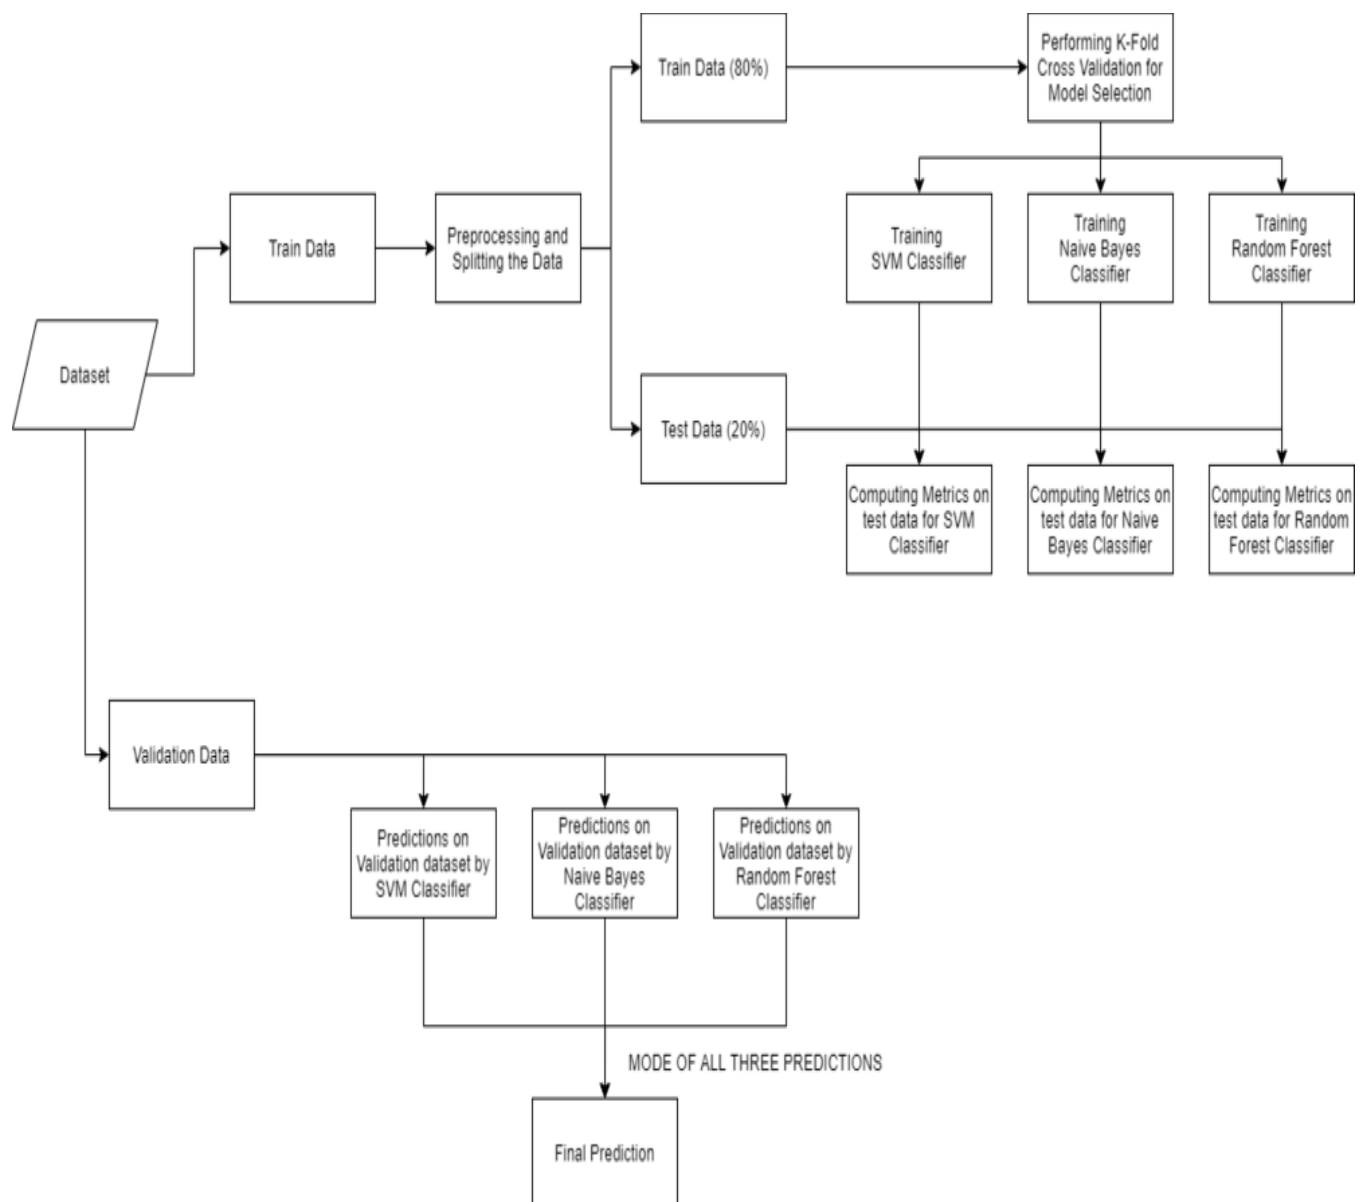 Train Data (80%)
Performing K-Fold
Cross Validation for
Model Selection
Train Data
Preprocessing and
Splitting the Data
Training
SVM Classifier
Training
Naive Bayes
Classifier
Training
Random Forest
Classifier
Dataset
Test Data (20%)
Computing Metrics on
test data for SVM
Classifier
Computing Metrics on
test data for Naive
Bayes Classifier
Computing Metrics on
test data for Random
Forest Classifier
Validation Data
Predictions on
Validation dataset by
SVM Classifier
Predictions on
Validation dataset by
Naive Bayes
Classifier
Predictions on
Validation dataset by
Random Forest
Classifier
MODE OF ALL THREE PREDICTIONS
Final Prediction